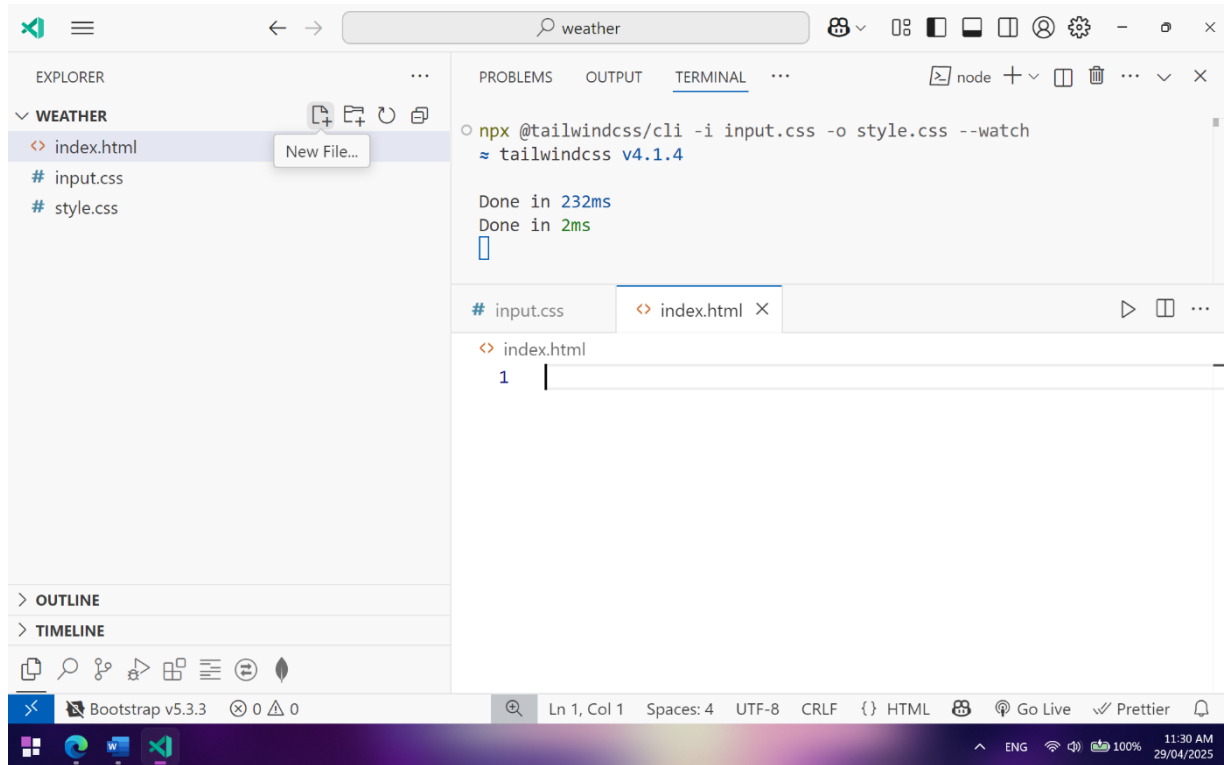 weather
EXPLORER
WEATHER
index.html
New File...
# input.css
# style.css
OUTLINE
TIMELINE
PROBLEMS OUTPUT TERMINAL ··· node
npx @tailwindcss/cli -i input.css -o style.css --watch
≈ tailwindcss v4.1.4
Done in 232ms
Done in 2ms
# input.css <> index.html
<> index.html
1
Bootstrap v5.3.3 0 0 Ln 1, Col 1 Spaces: 4 UTF-8 CRLF {} HTML Go Live Prettier
ENG 100% 11:30 AM
29/04/2025